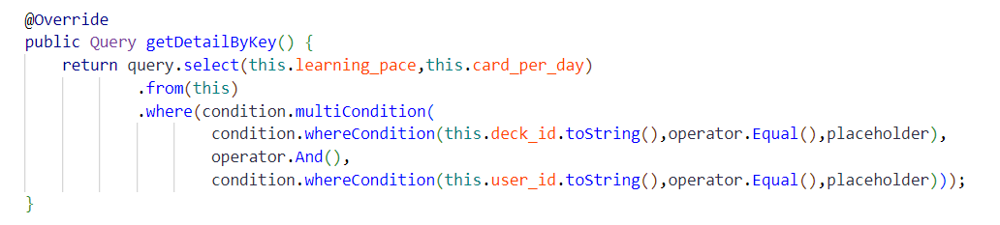 @Override
public Query getDetailByKey() {
return query.select(this.learning_pace,this.card_per_day)
.from(this)
.where(condition.multiCondition(
condition.whereCondition(this.deck_id.toString(),operator.Equal(),placeholder),
operator.And(),
condition.whereCondition(this.user_id.toString(),operator.Equal(),placeholder)));
}